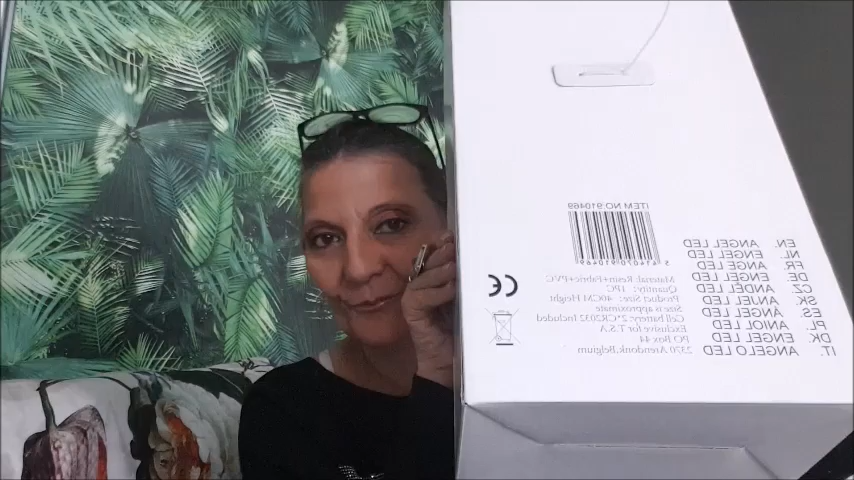 ITEM NO:910469
5414070910469
EN. ANGEL LED
NL. ENGEL LED
FR. ANGE LED
DE. ENGEL LED
CZ. ANDĚL LED
SK. ANJEL LED
ES. ÁNGEL LED
PL. ANIOL LED
DK. ENGEL LED
IT. ANGELO LED
Material: Resin+Fabric+PVC
Quantity: 1PC
Product Size: 40CM Height
Size is approximate
Cell battery: 2*CR2032 Included
Exclusive for T.S.A
PO Box 44
2370 Arendonk,Belgium
CE